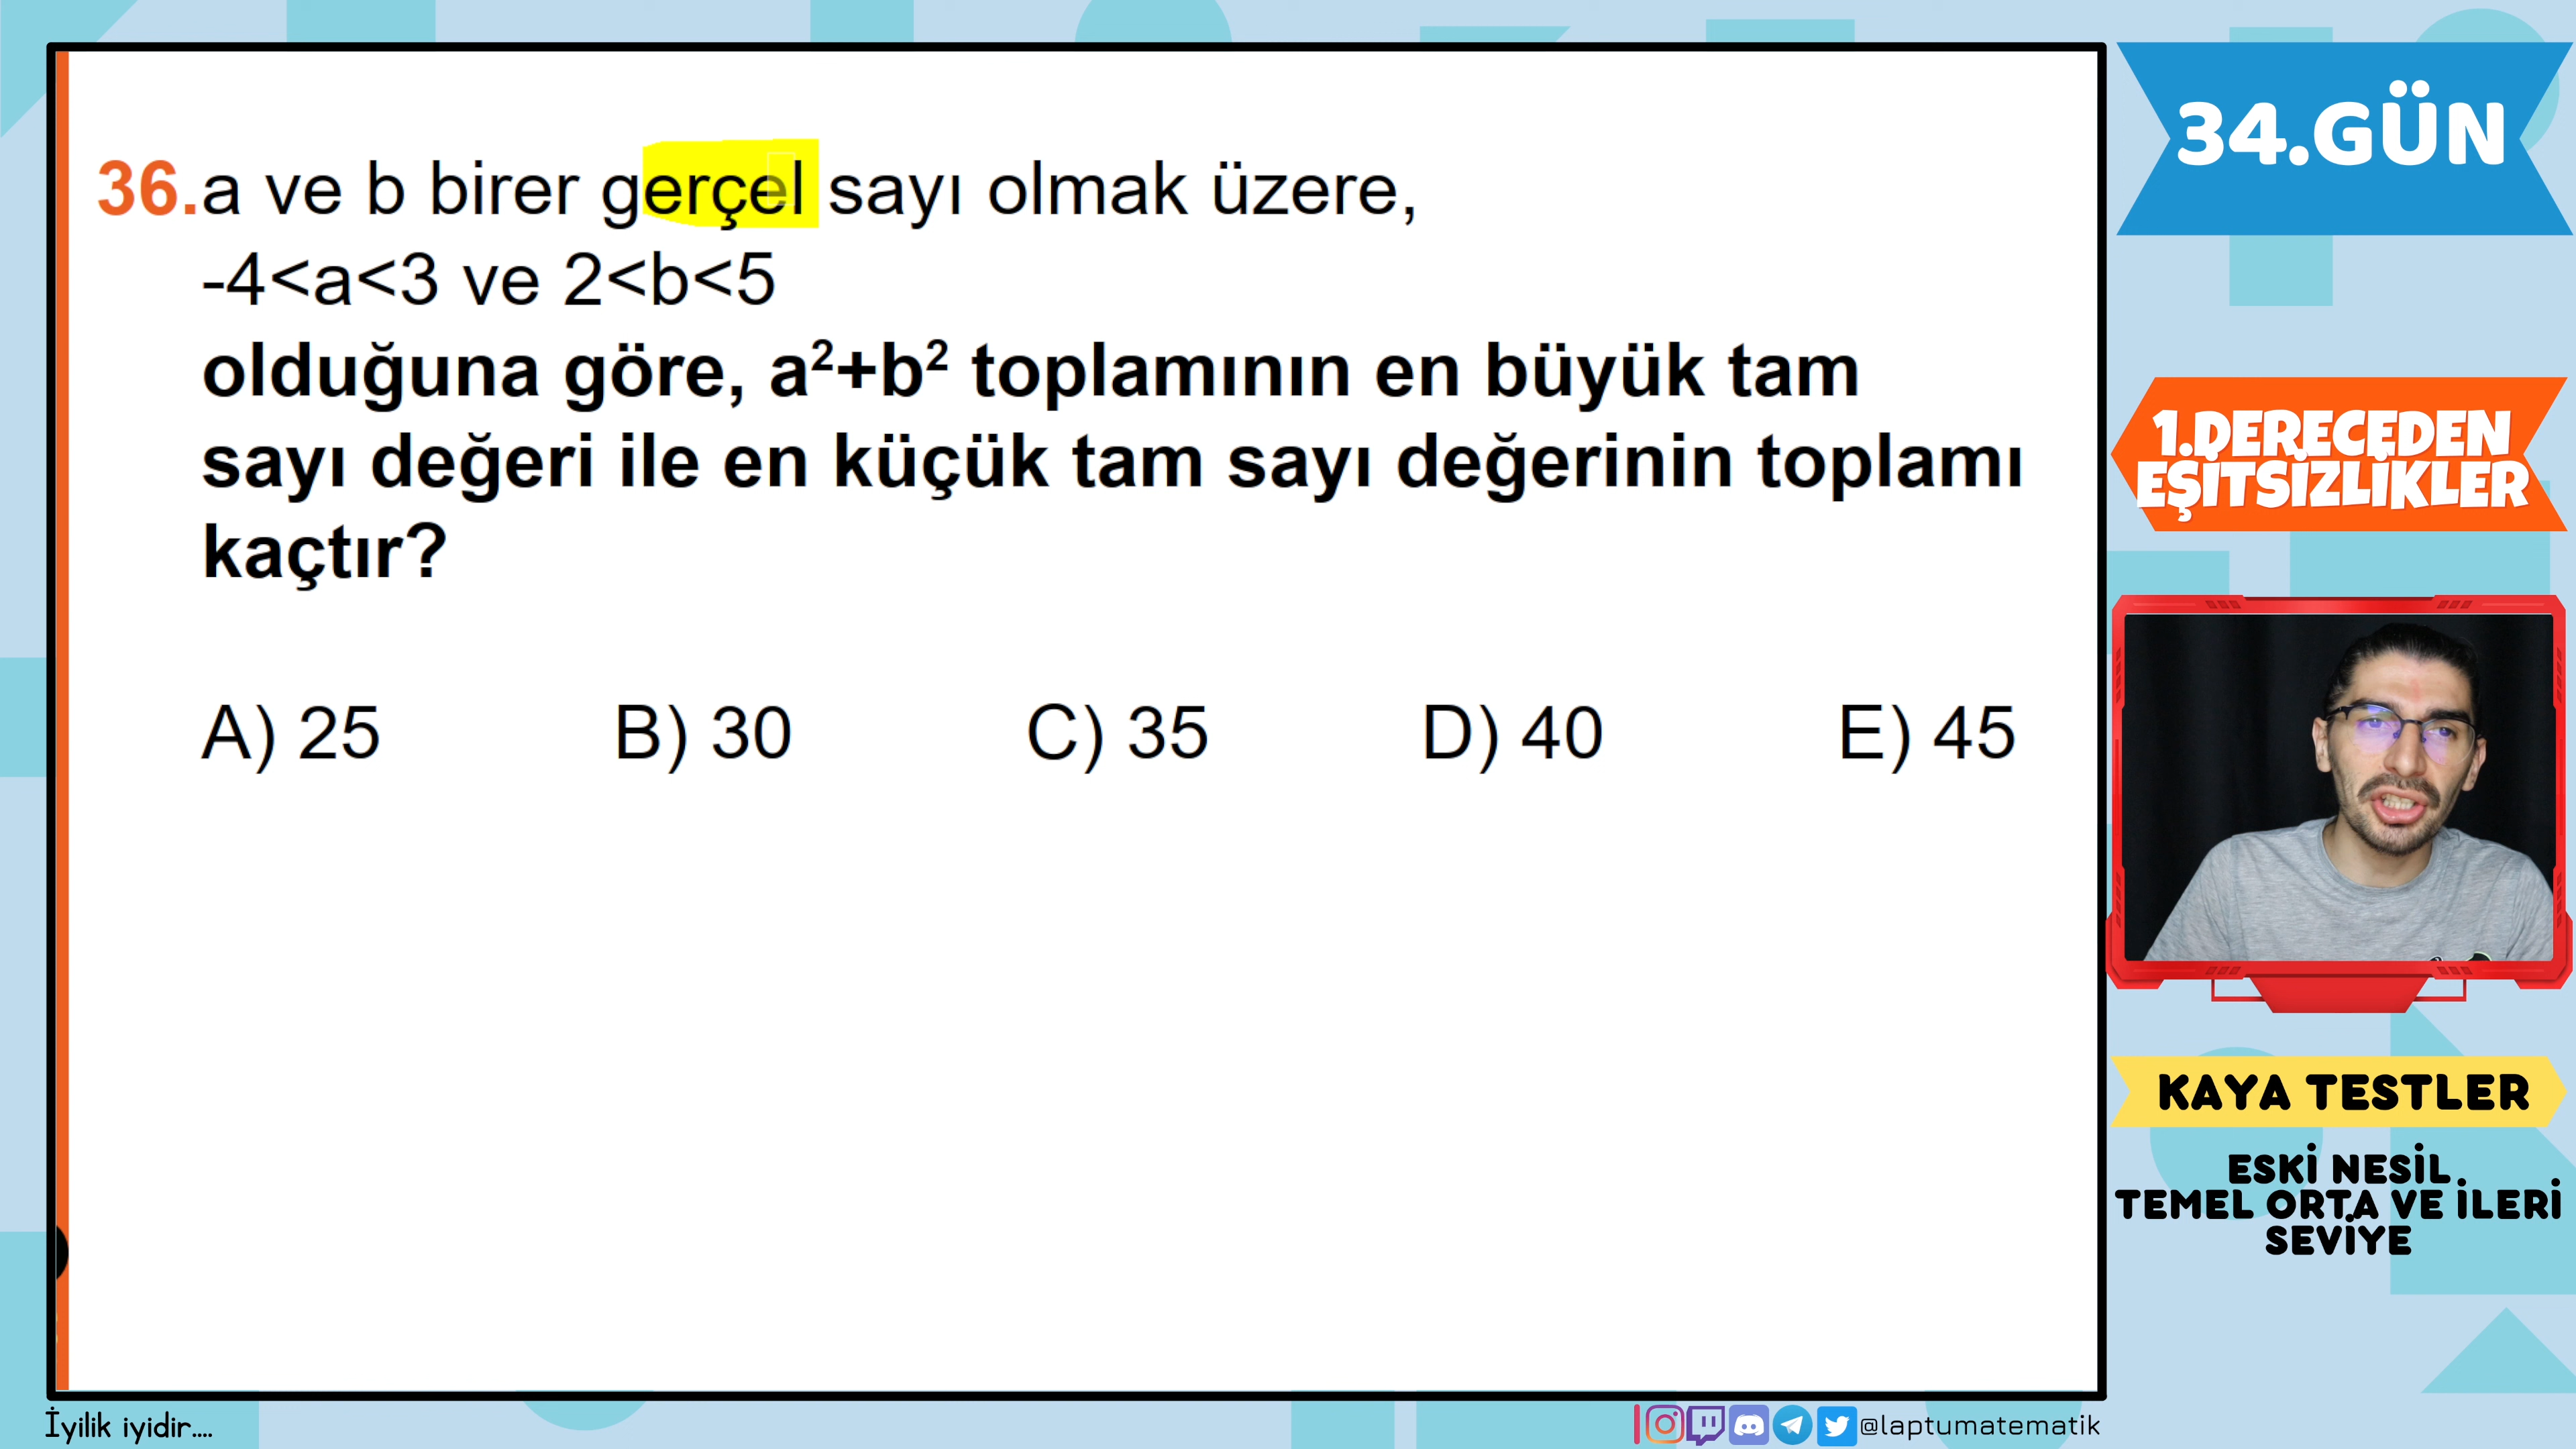 36.a ve b birer gerçel sayı olmak üzere,
-4<a<3 ve 2<b<5
olduğuna göre, a²+b² toplamının en büyük tam
sayı değeri ile en küçük tam sayı değerinin toplamı
kaçtır?
A) 25 B) 30 C) 35 D) 40 E) 45
34.GÜN
1.DERECEDEN
EŞİTSİZLİKLER
KAYA TESTLER
ESKİ NESİL
TEMEL ORTA VE İLERİ
SEVİYE
İyilik iyidir....
@laptumatematik